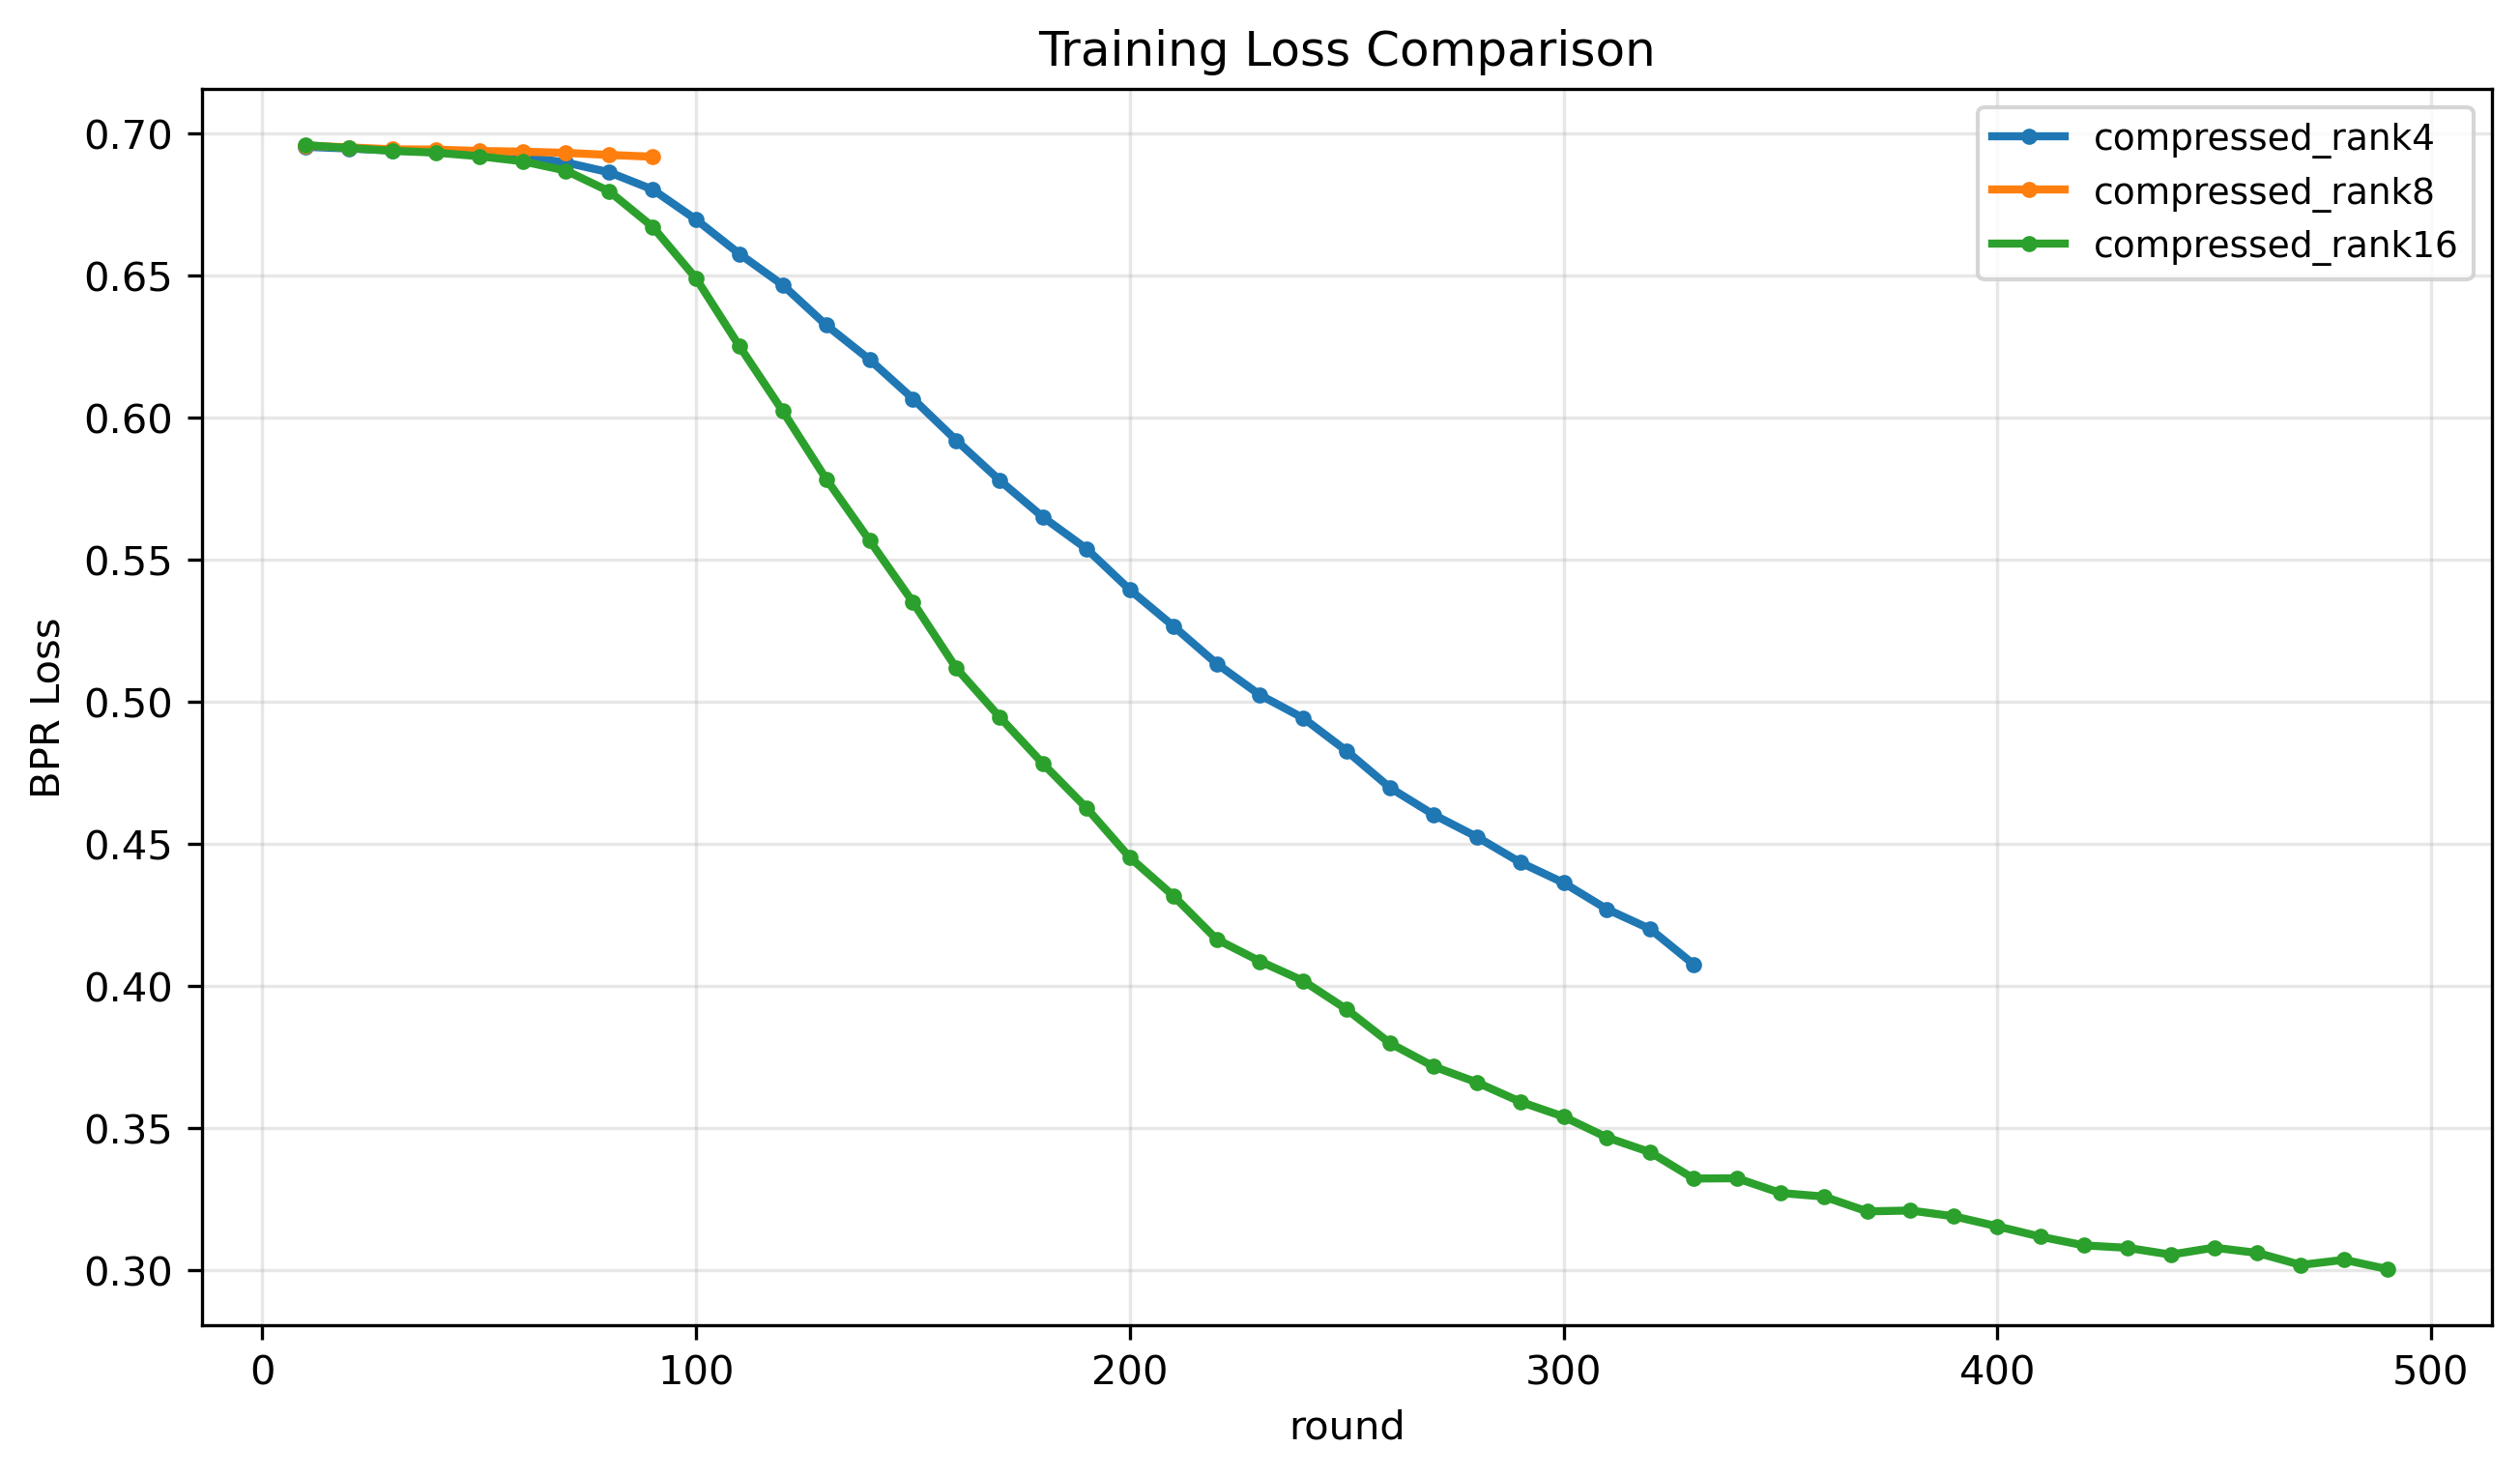 Training Loss Comparison
compressed_rank4
compressed_rank8
compressed_rank16
BPR Loss
0.70
0.65
0.60
0.55
0.50
0.45
0.40
0.35
0.30
0 100 200 300 400 500
round